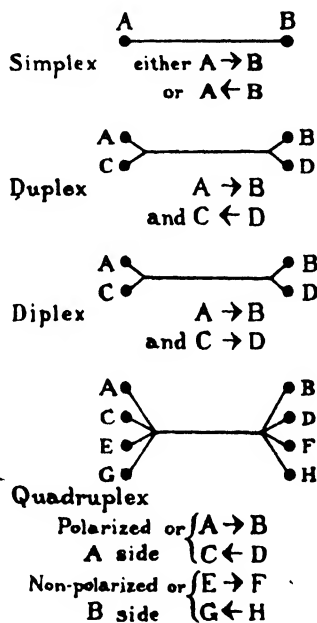 A B
Simplex either A → B
or A ← B
A B
C D
Duplex A → B
and C ← D
A B
C D
Diplex A → B
and C → D
A B
C D
E F
G H
Quadruplex
Polarized or { A → B
A side { C ← D
Non-polarized or { E → F
B side { G ← H